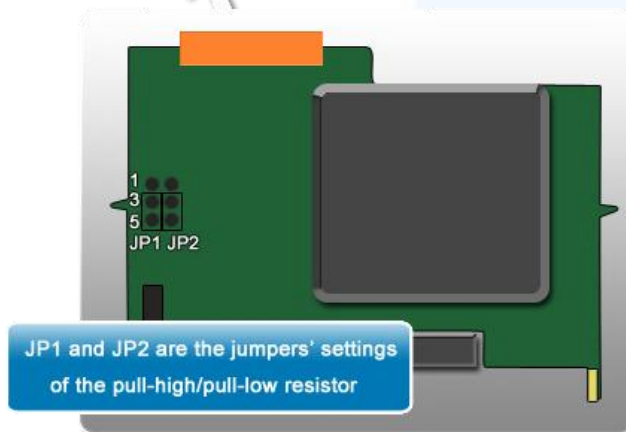 1
3
5
JP1 JP2
JP1 and JP2 are the jumpers' settings
of the pull-high/pull-low resistor